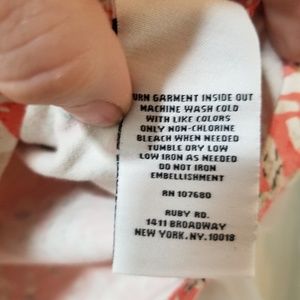 URN GARMENT INSIDE OUT
MACHINE WASH COLD
WITH LIKE COLORS
ONLY NON-CHLORINE
BLEACH WHEN NEEDED
TUMBLE DRY LOW
LOW IRON AS NEEDED
DO NOT IRON
EMBELLISHMENT
RN 107680
RUBY RD.
1411 BROADWAY
NEW YORK.NY.10018